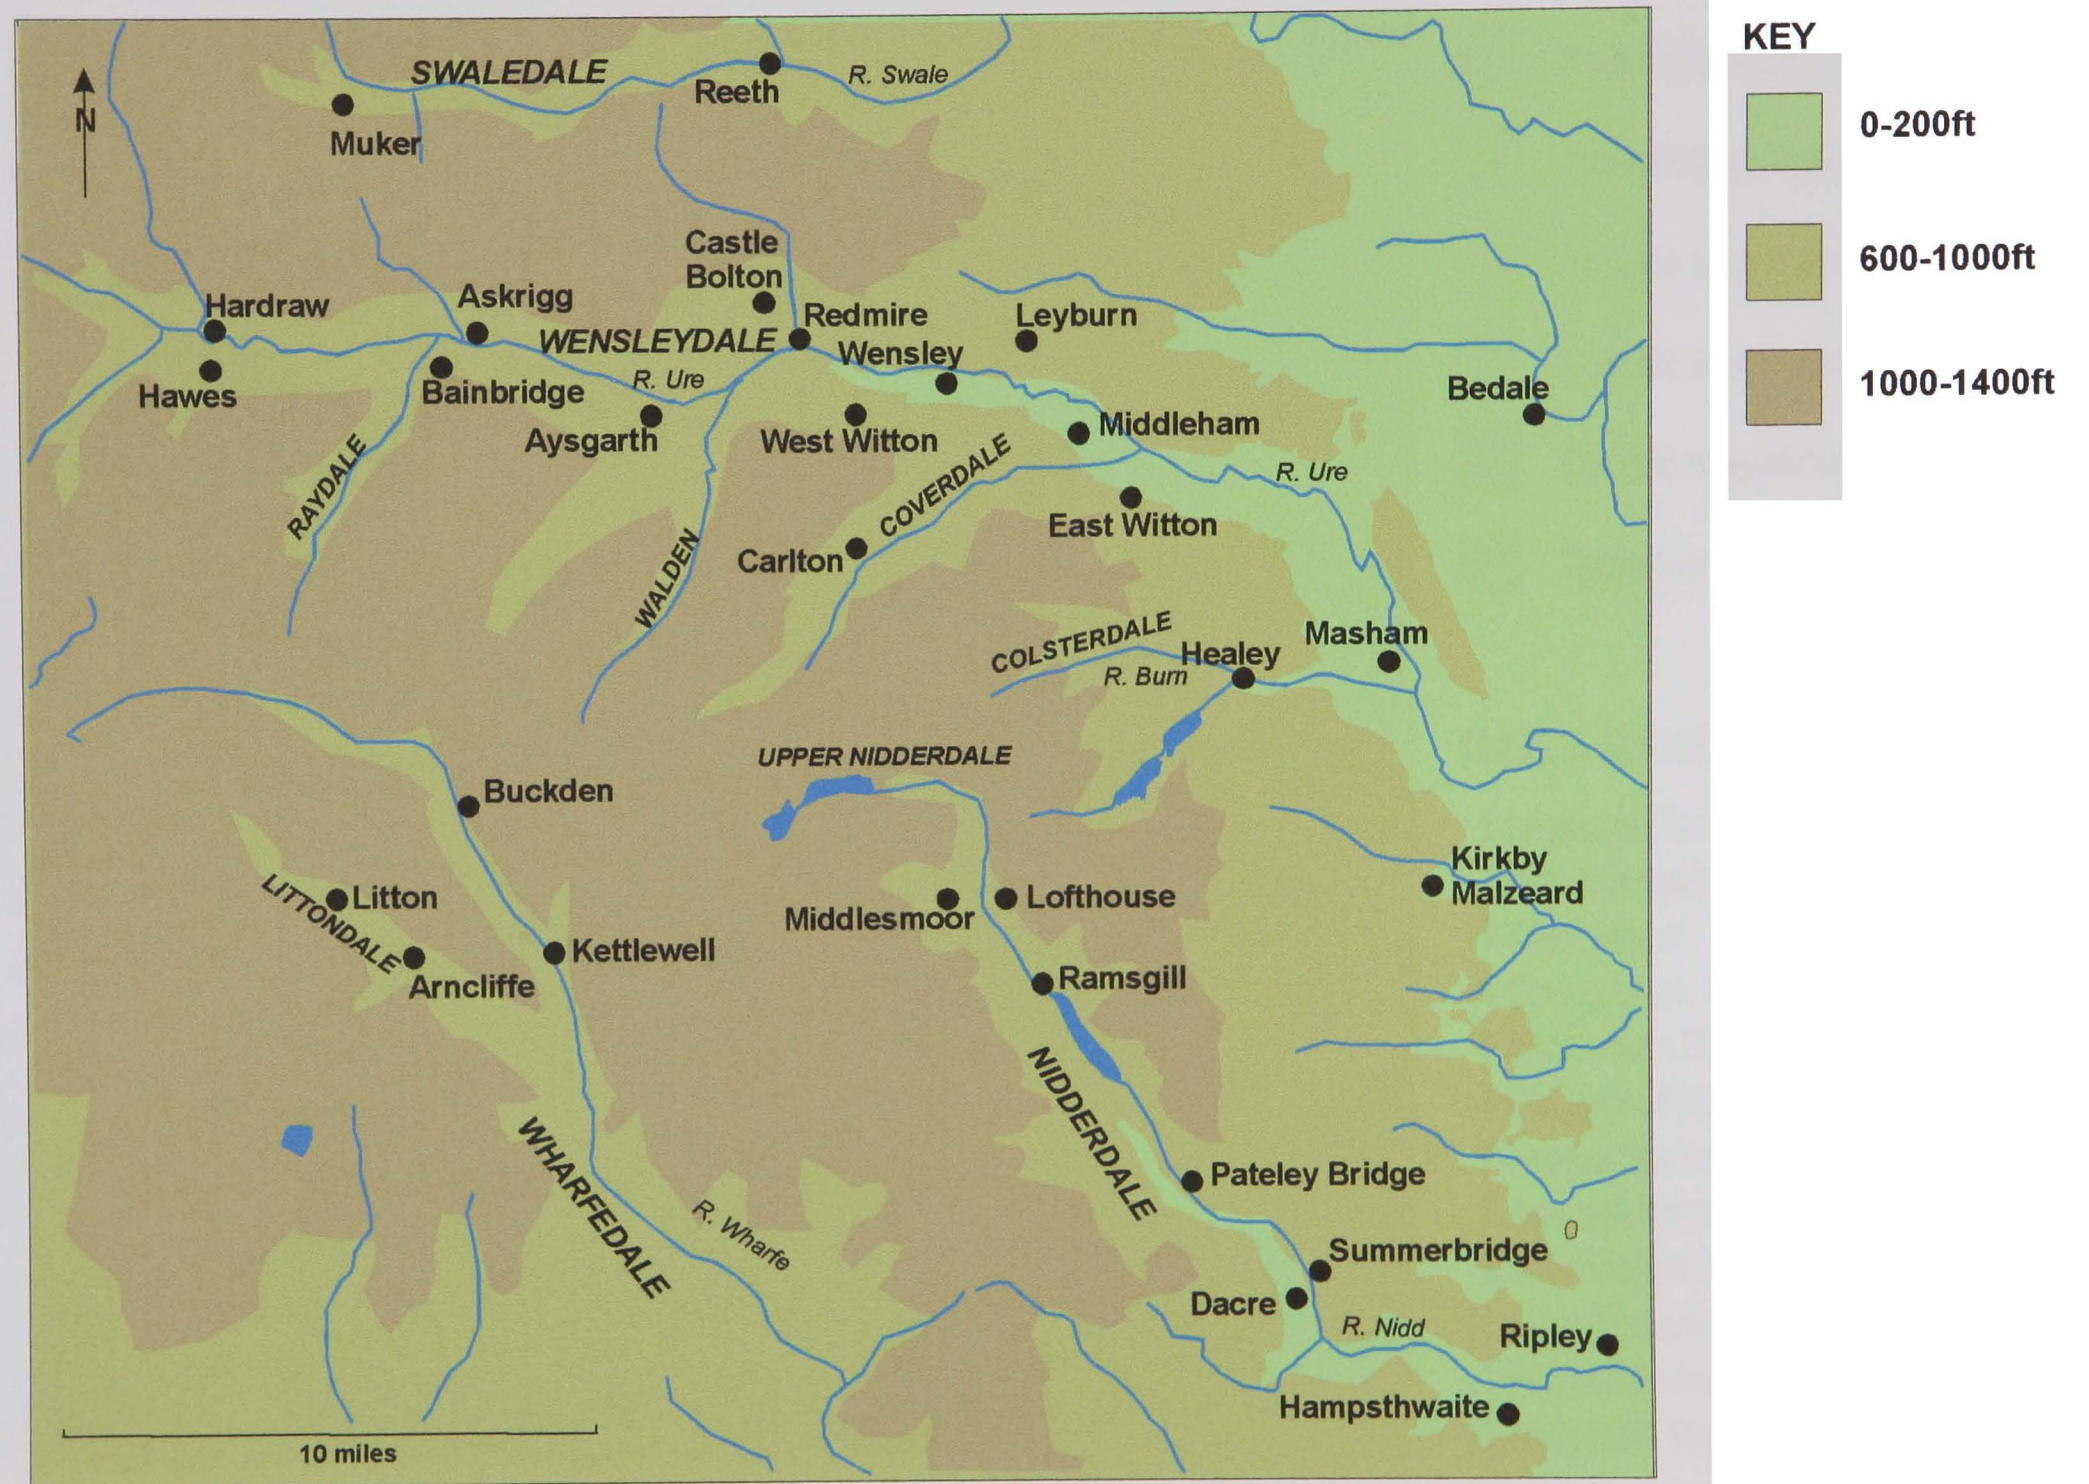 KEY
0-200ft
600-1000ft
1000-1400ft
N
SWALEDALE
Reeth
R. Swale
Muker
Castle
Bolton
Hardraw
Askrigg
WENSLEYDALE
Redmire
Leyburn
Wensley
R. Ure
Hawes
Bainbridge
Aysgarth
West Witton
Middleham
Bedale
RAYDALE
WALDEN
COVERDALE
R. Ure
East Witton
Carlton
COLSTERDALE
Healey
Masham
R. Burn
UPPER NIDDERDALE
Buckden
Kirkby
Malzeard
Litton
LITTONDALE
Arncliffe
Kettlewell
Middlesmoor
Lofthouse
Ramsgill
NIDDERDALE
WHARFEDALE
R. Wharfe
Pateley Bridge
Summerbridge
Dacre
R. Nidd
Ripley
Hampsthwaite
10 miles